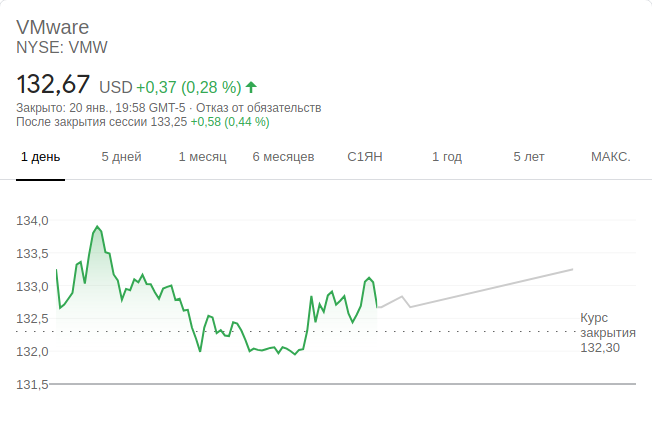 VMware
NYSE: VMW
132,67 USD +0,37 (0,28 %)
Закрыто: 20 янв., 19:58 GMT-5 · Отказ от обязательств
После закрытия сессии 133,25 +0,58 (0,44 %)
1 день 5 дней 1 месяц 6 месяцев С1ЯН 1 год 5 лет МАКС.
134,0
133,5
133,0
132,5
132,0
131,5
Курс
закрытия
132,30